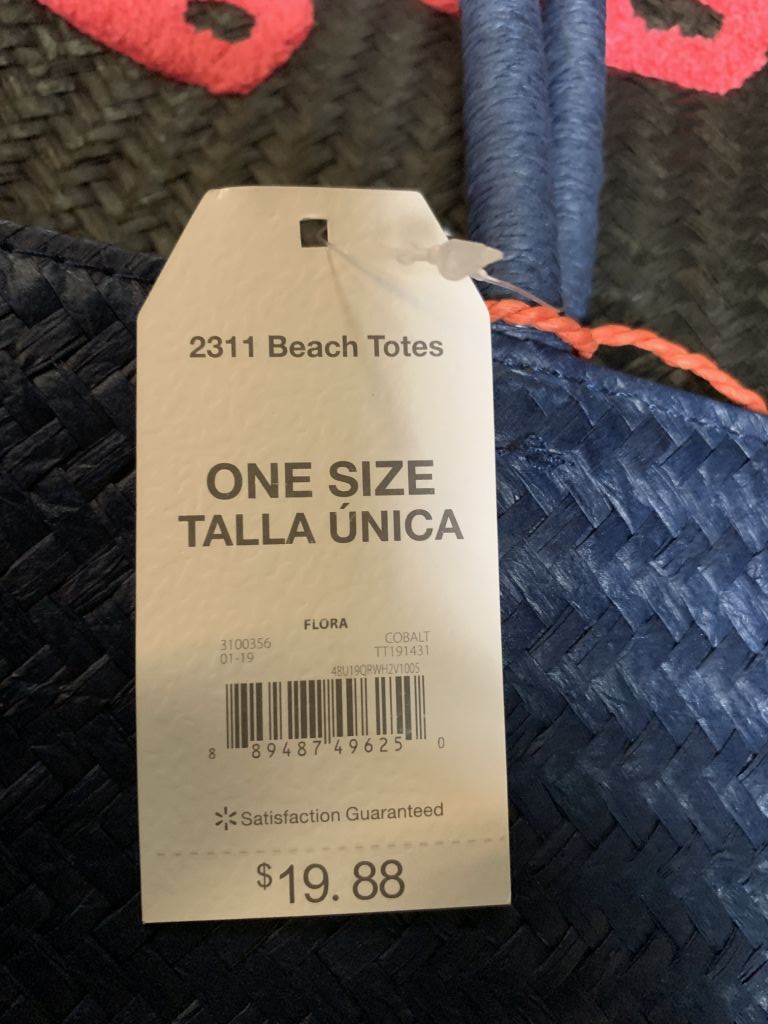 2311 Beach Totes
ONE SIZE
TALLA ÚNICA
FLORA
3100356 COBALT
01-19 TT191431
48U19QRWH2V1005
8 89487 49625 0
Satisfaction Guaranteed
$19.88